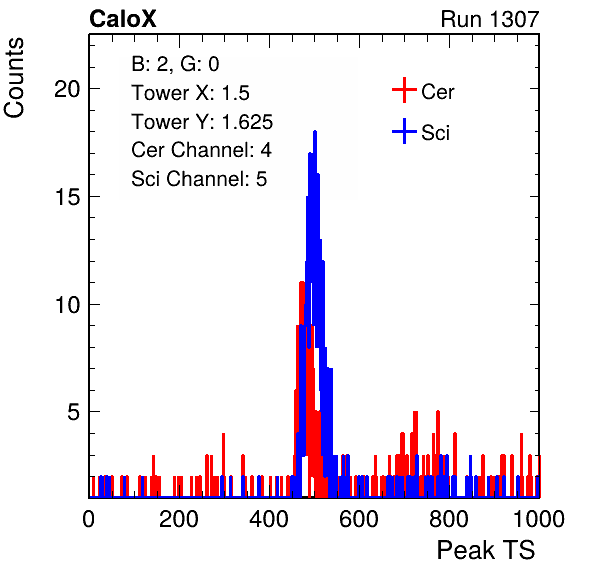 CaloX Run 1307
Counts
B: 2, G: 0
Tower X: 1.5
Tower Y: 1.625
Cer Channel: 4
Sci Channel: 5
Cer
Sci
20
15
10
5
0 200 400 600 800 1000
Peak TS